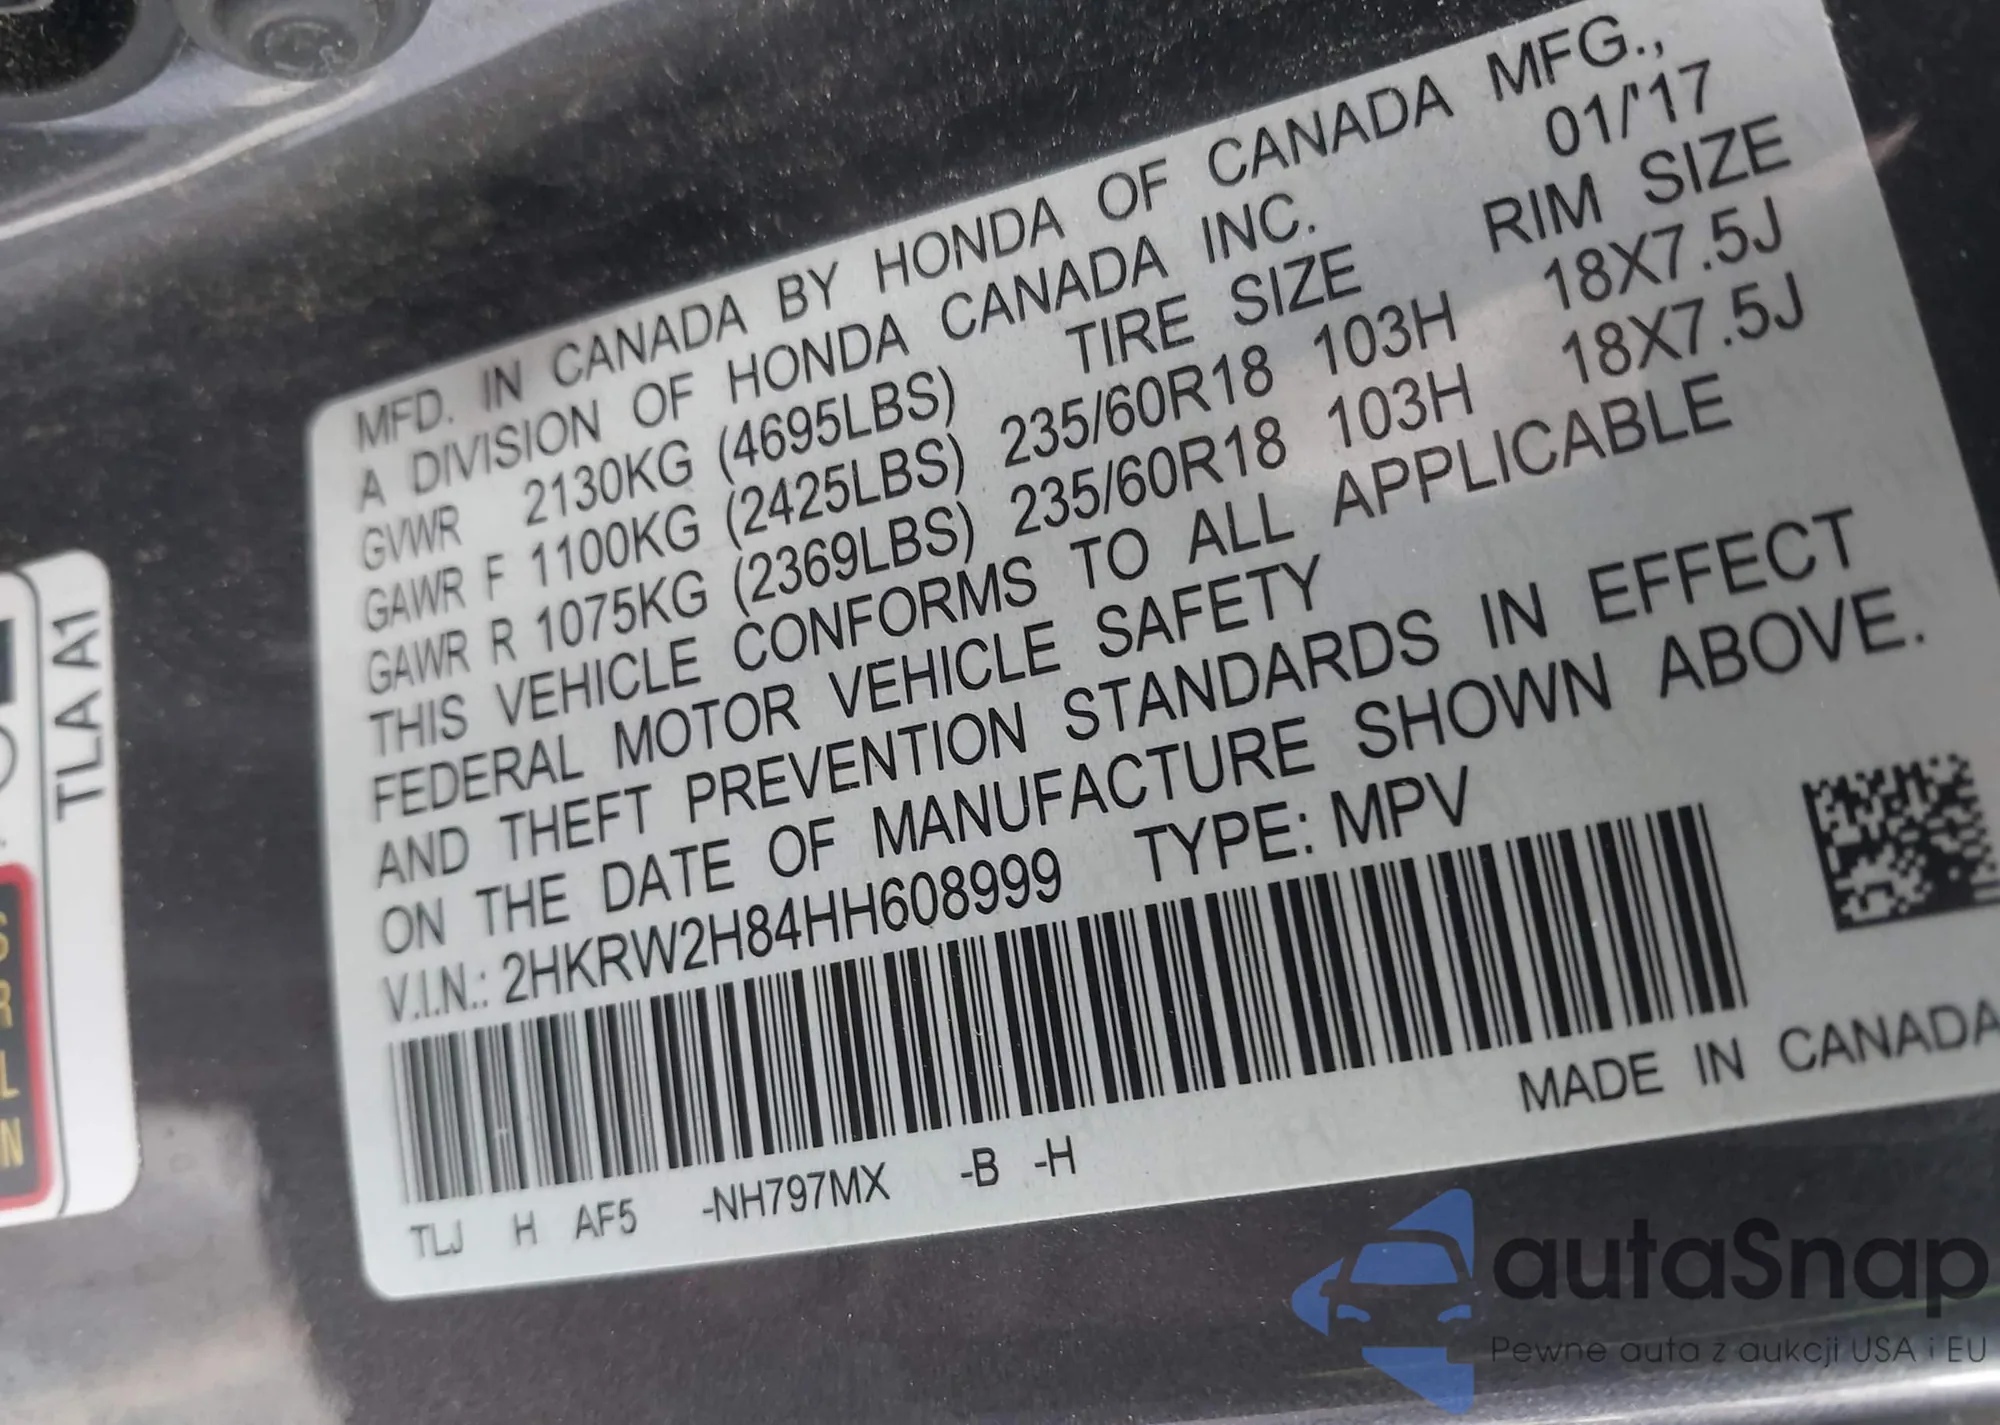 MFD. IN CANADA BY HONDA OF CANADA MFG.,
A DIVISION OF HONDA CANADA INC. 01/'17
GVWR 2130KG (4695LBS) TIRE SIZE RIM SIZE
GAWR F 1100KG (2425LBS) 235/60R18 103H 18X7.5J
GAWR R 1075KG (2369LBS) 235/60R18 103H 18X7.5J
THIS VEHICLE CONFORMS TO ALL APPLICABLE
FEDERAL MOTOR VEHICLE SAFETY
AND THEFT PREVENTION STANDARDS IN EFFECT
ON THE DATE OF MANUFACTURE SHOWN ABOVE.
V.I.N.: 2HKRW2H84HH608999 TYPE: MPV
MADE IN CANADA
TLJ H AF5 -NH797MX -B -H
TLA A1
S
R
L
N
autaSnap
Pewne auta z aukcji USA i EU